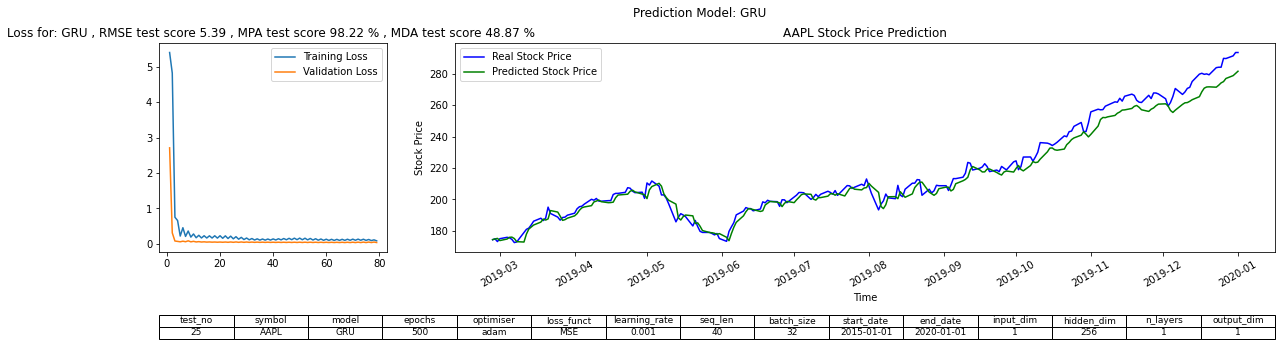 Prediction Model: GRU
Loss for: GRU , RMSE test score 5.39 , MPA test score 98.22 % , MDA test score 48.87 %
Training Loss
Validation Loss
5
4
3
2
1
0
0 20 40 60 80
AAPL Stock Price Prediction
Real Stock Price
Predicted Stock Price
Stock Price
280
260
240
220
200
180
2019-03 2019-04 2019-05 2019-06 2019-07 2019-08 2019-09 2019-10 2019-11 2019-12 2020-01
Time
test_no symbol model epochs optimiser loss_funct learning_rate seq_len batch_size start_date end_date input_dim hidden_dim n_layers output_dim
25 AAPL GRU 500 adam MSE 0.001 40 32 2015-01-01 2020-01-01 1 256 1 1